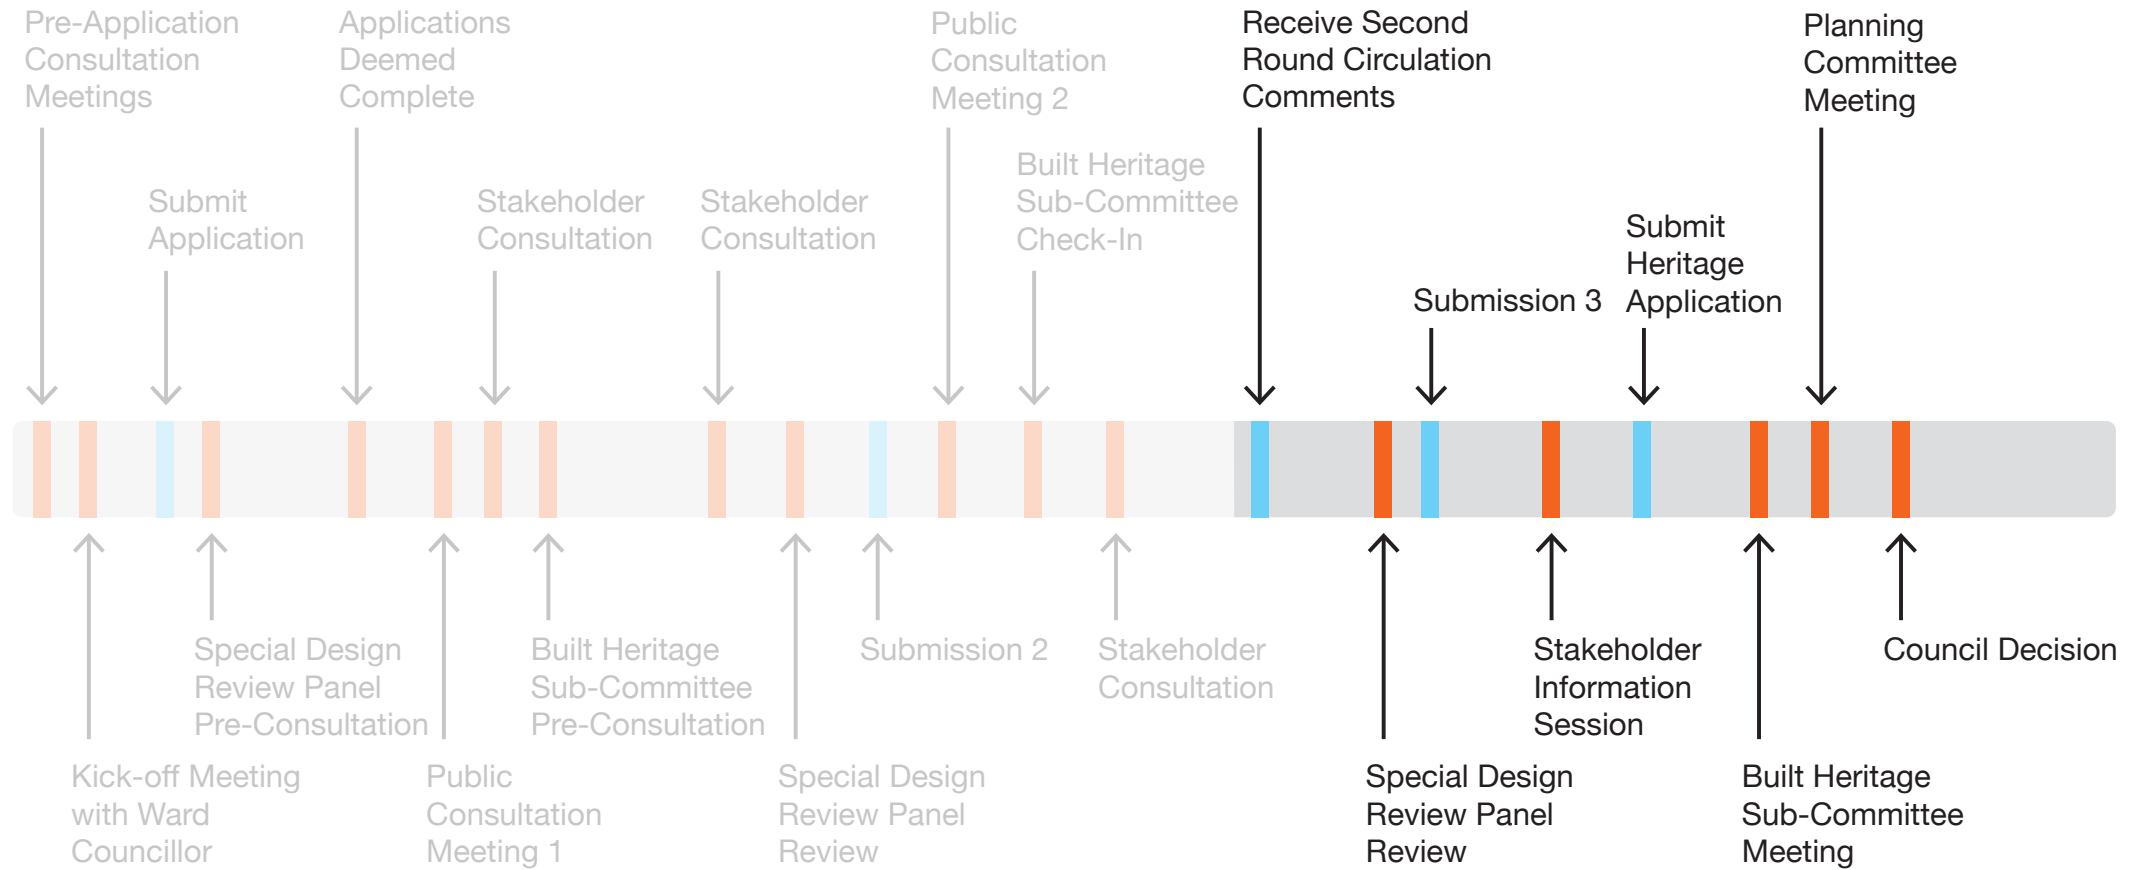 Pre-Application
Consultation
Meetings
Applications
Deemed
Complete
Public
Consultation
Meeting 2
Receive Second
Round Circulation
Comments
Planning
Committee
Meeting
Submit
Application
Stakeholder
Consultation
Stakeholder
Consultation
Built Heritage
Sub-Committee
Check-In
Submission 3
Submit
Heritage
Application
Special Design
Review Panel
Pre-Consultation
Built Heritage
Sub-Committee
Pre-Consultation
Submission 2
Stakeholder
Consultation
Stakeholder
Information
Session
Council Decision
Kick-off Meeting
with Ward
Councillor
Public
Consultation
Meeting 1
Special Design
Review Panel
Review
Special Design
Review Panel
Review
Built Heritage
Sub-Committee
Meeting